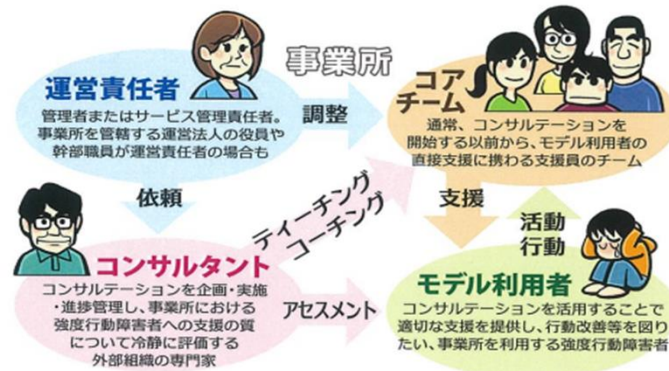 事業所
運営責任者
管理者またはサービス管理責任者。
事業所を管轄する運営法人の役員や
幹部職員が運営責任者の場合も
調整
コア
チーム
通常、コンサルテーションを
開始する以前から、モデル利用者の
直接支援に携わる支援員のチーム
依頼
ティーチング
コーチング
支援
活動
行動
コンサルタント
コンサルテーションを企画・実施
・進捗管理し、事業所における
強度行動障害者への支援の質
について冷静に評価する
外部組織の専門家
アセスメント
モデル利用者
コンサルテーションを活用することで
適切な支援を提供し、行動改善等を図り
たい、事業所を利用する強度行動障害者